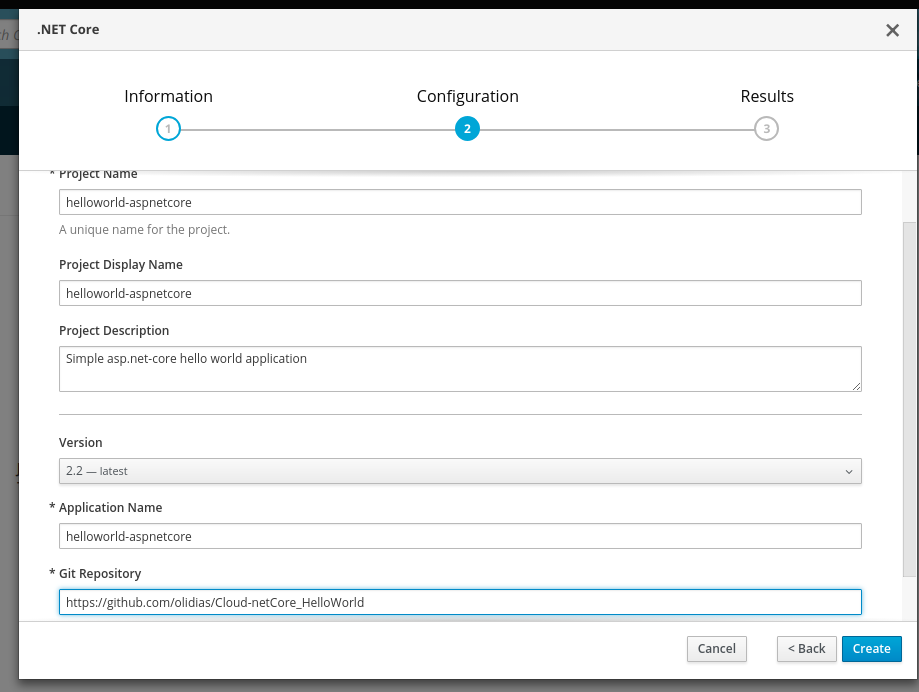 .NET Core
Information
Configuration
Results
1
2
3
* Project Name
helloworld-aspnetcore
A unique name for the project.
Project Display Name
helloworld-aspnetcore
Project Description
Simple asp.net-core hello world application
Version
2.2 — latest
* Application Name
helloworld-aspnetcore
* Git Repository
https://github.com/olidias/Cloud-netCore_HelloWorld
Cancel
< Back
Create